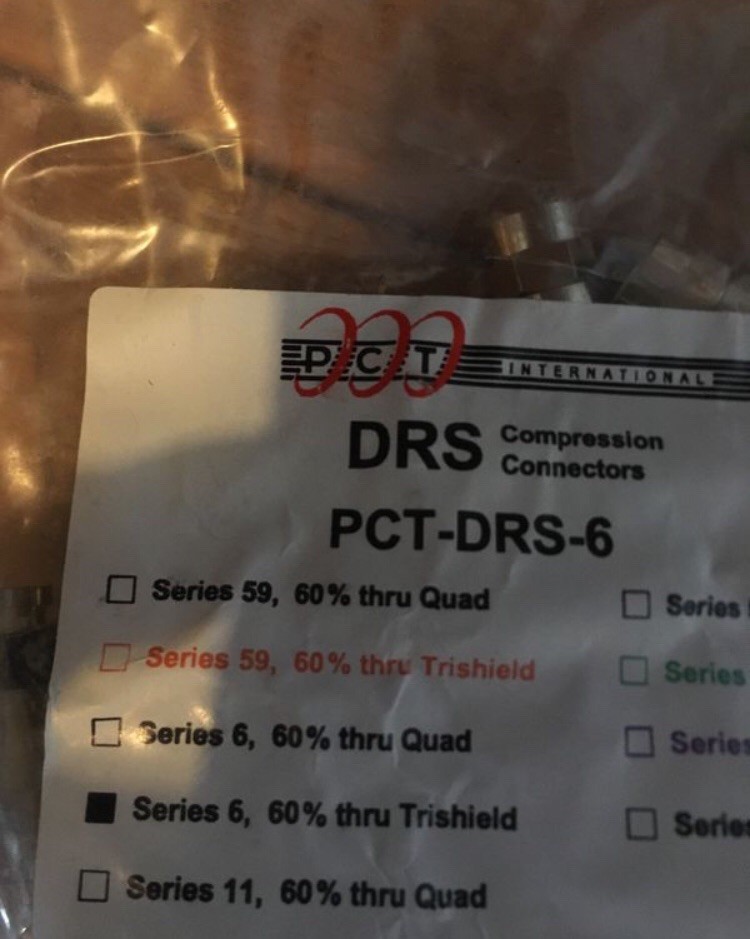 PCT INTERNATIONAL
DRS Compression
Connectors
PCT-DRS-6
Series 59, 60% thru Quad
Series
Series 59, 60% thru Trishield
Series
Series 6, 60% thru Quad
Series
Series 6, 60% thru Trishield
Series
Series 11, 60% thru Quad